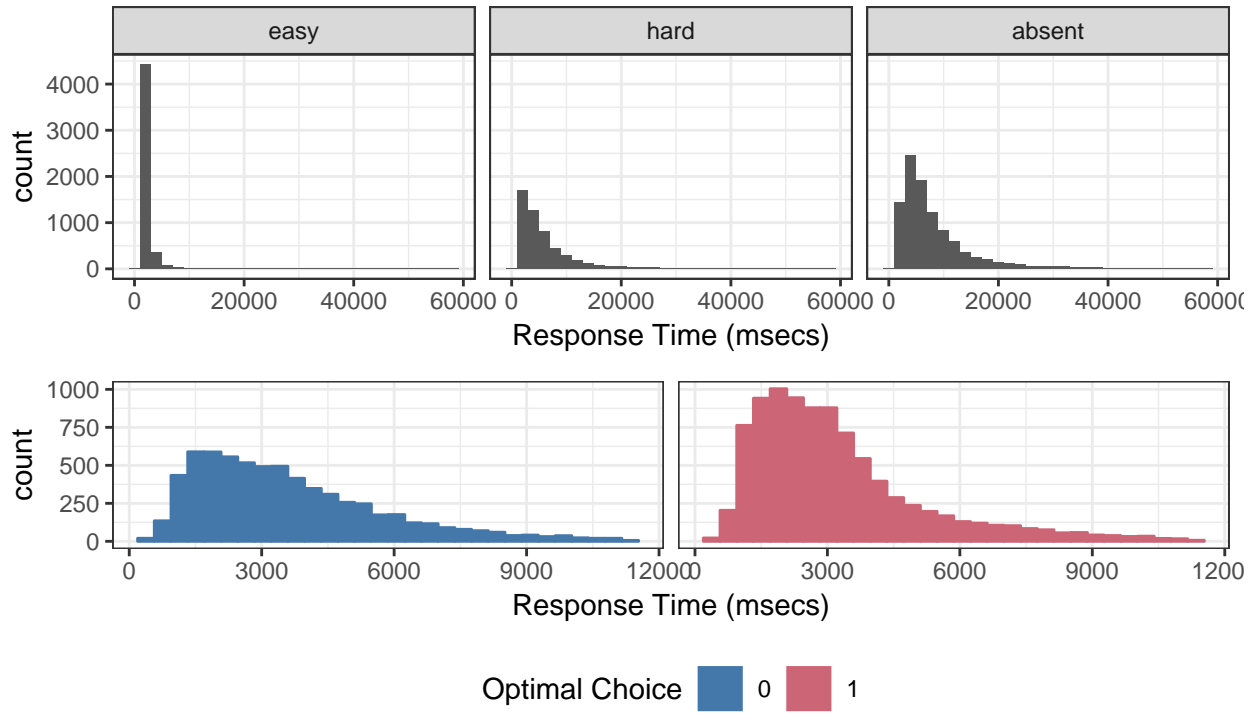 easy hard absent
4000
3000
2000
1000
0
count
0 20000 40000 60000 0 20000 40000 60000 0 20000 40000 60000
Response Time (msecs)
1000
750
500
250
0
count
0 3000 6000 9000 12000 0 3000 6000 9000 1200
Response Time (msecs)
Optimal Choice 0 1